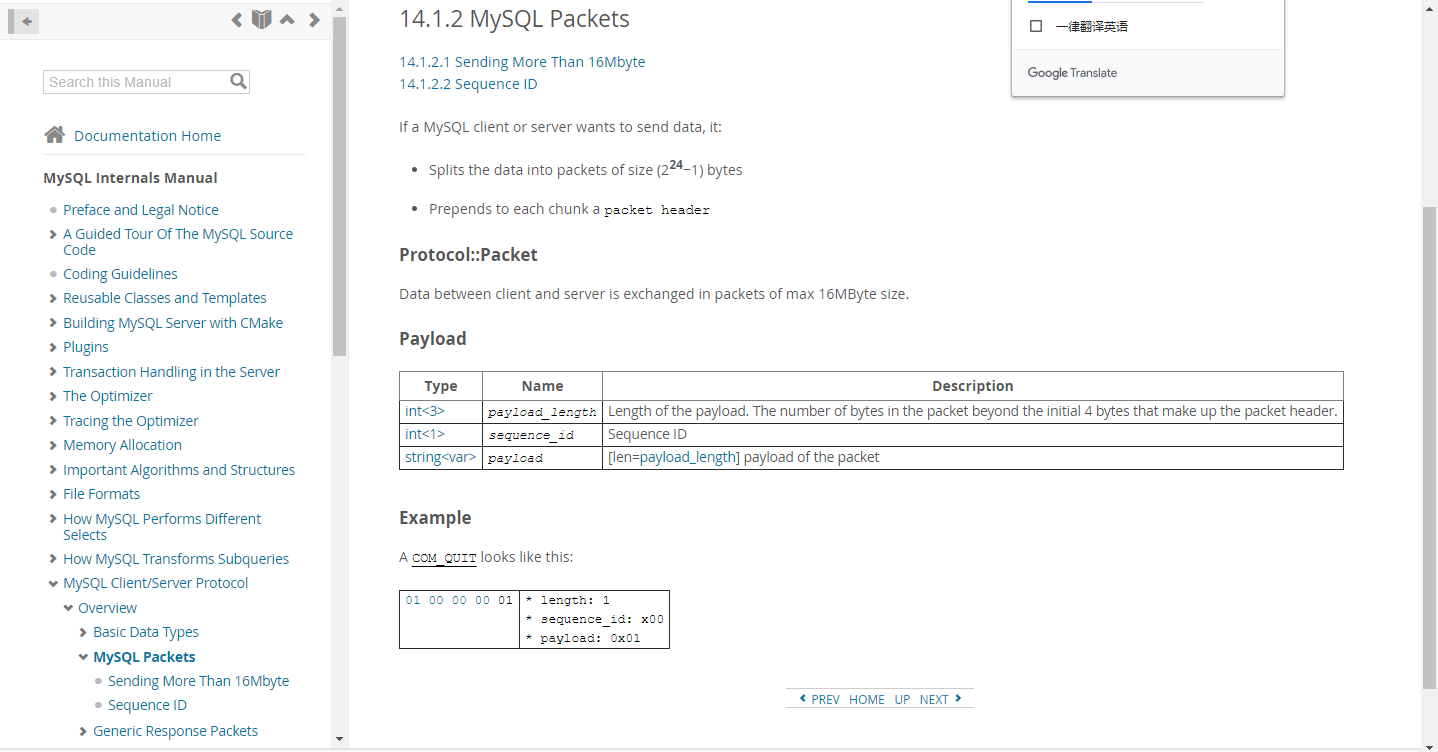 Search this Manual
Documentation Home
MySQL Internals Manual
Preface and Legal Notice
A Guided Tour Of The MySQL Source
Code
Coding Guidelines
Reusable Classes and Templates
Building MySQL Server with CMake
Plugins
Transaction Handling in the Server
The Optimizer
Tracing the Optimizer
Memory Allocation
Important Algorithms and Structures
File Formats
How MySQL Performs Different
Selects
How MySQL Transforms Subqueries
MySQL Client/Server Protocol
Overview
Basic Data Types
MySQL Packets
Sending More Than 16Mbyte
Sequence ID
Generic Response Packets
14.1.2 MySQL Packets
14.1.2.1 Sending More Than 16Mbyte
14.1.2.2 Sequence ID
If a MySQL client or server wants to send data, it:
• Splits the data into packets of size (2²⁴−1) bytes
• Prepends to each chunk a packet header
Protocol::Packet
Data between client and server is exchanged in packets of max 16MByte size.
Payload
Type Name Description
int<3> payload_length Length of the payload. The number of bytes in the packet beyond the initial 4 bytes that make up the packet header.
int<1> sequence_id Sequence ID
string<var> payload [len=payload_length] payload of the packet
Example
A COM_QUIT looks like this:
01 00 00 00 01 * length: 1
* sequence_id: x00
* payload: 0x01
PREV HOME UP NEXT
一律翻译英语
Google Translate